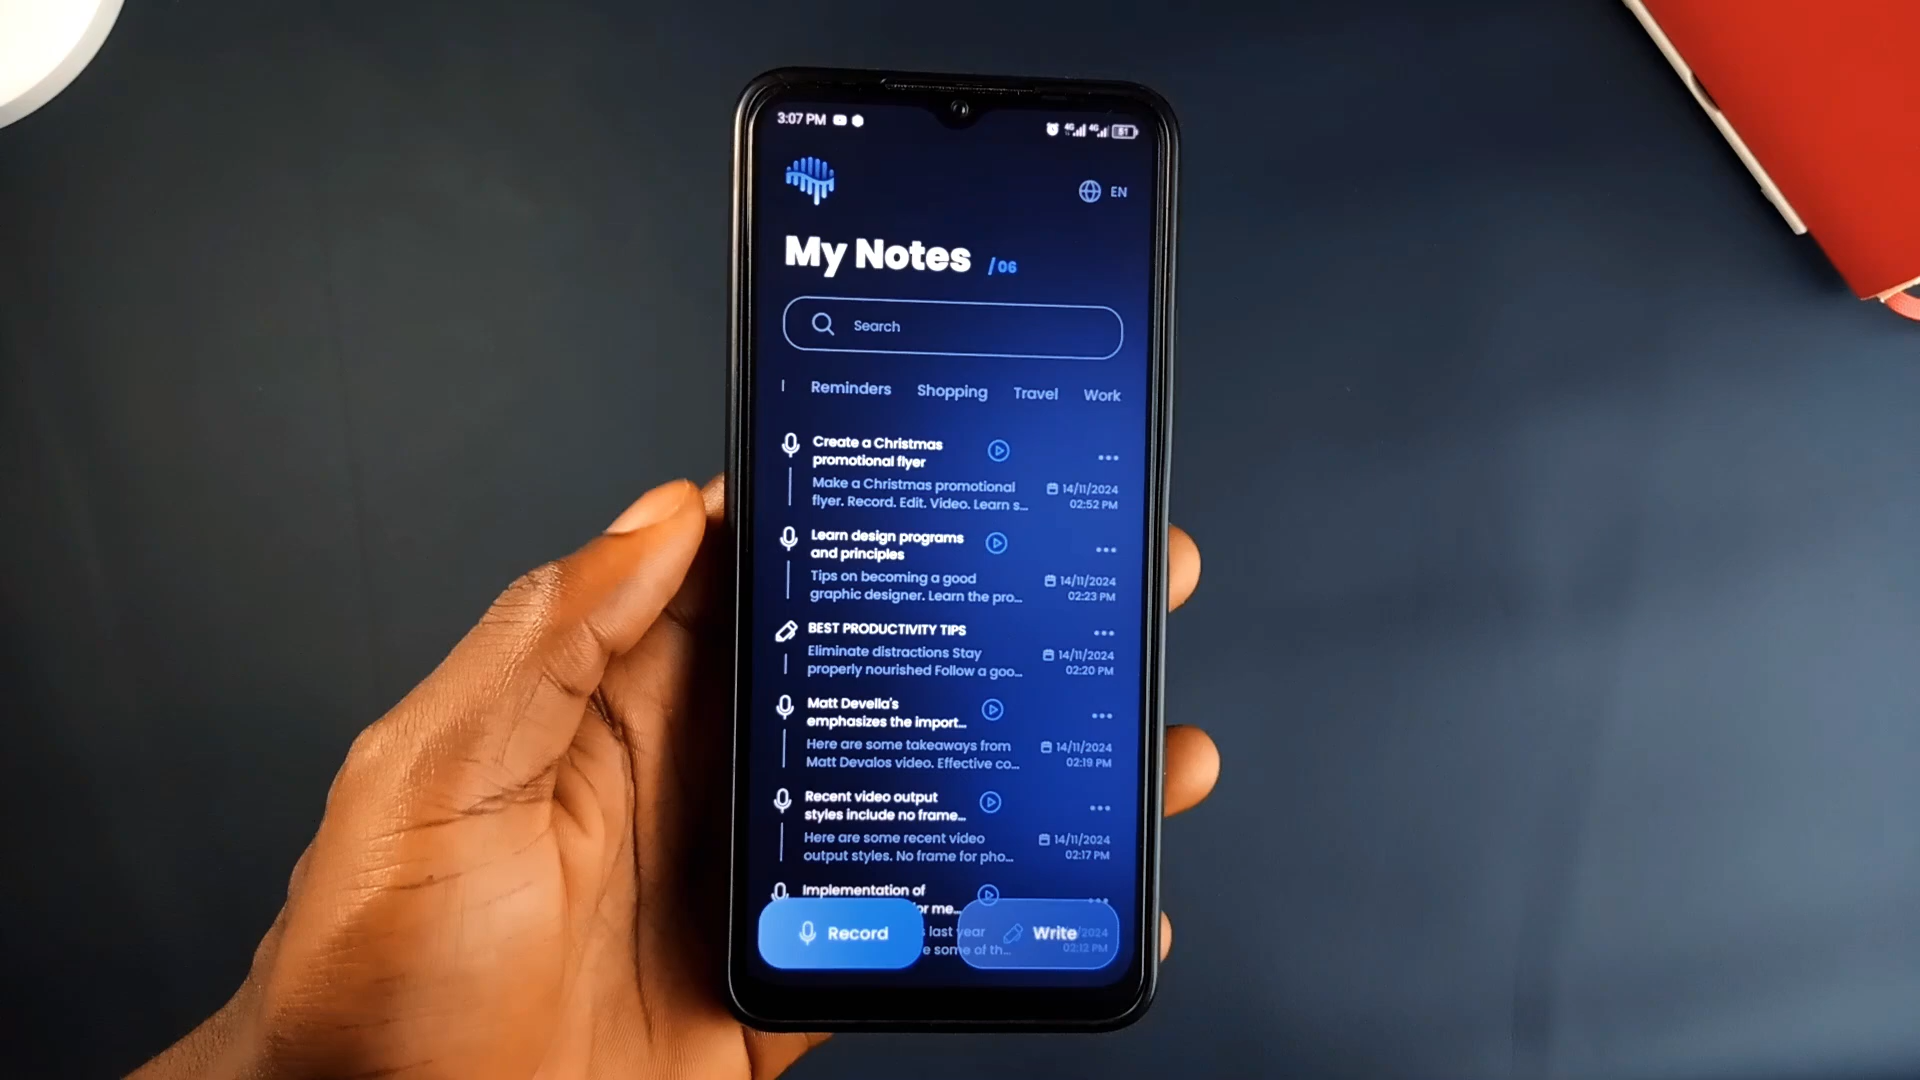 3:07 PM
4G 4G 51
EN
My Notes /06
Search
Reminders Shopping Travel Work
Create a Christmas
promotional flyer
Make a Christmas promotional
flyer. Record. Edit. Video. Learn s...
14/11/2024
02:52 PM
Learn design programs
and principles
Tips on becoming a good
graphic designer. Learn the pro...
14/11/2024
02:23 PM
BEST PRODUCTIVITY TIPS
Eliminate distractions Stay
properly nourished Follow a goo...
14/11/2024
02:20 PM
Matt Devella's
emphasizes the import...
Here are some takeaways from
Matt Devalos video. Effective co...
14/11/2024
02:19 PM
Recent video output
styles include no frame...
Here are some recent video
output styles. No frame for pho...
14/11/2024
02:17 PM
Implementation of
or me...
last year
e some of th...
2024
02:12 PM
Record
Write